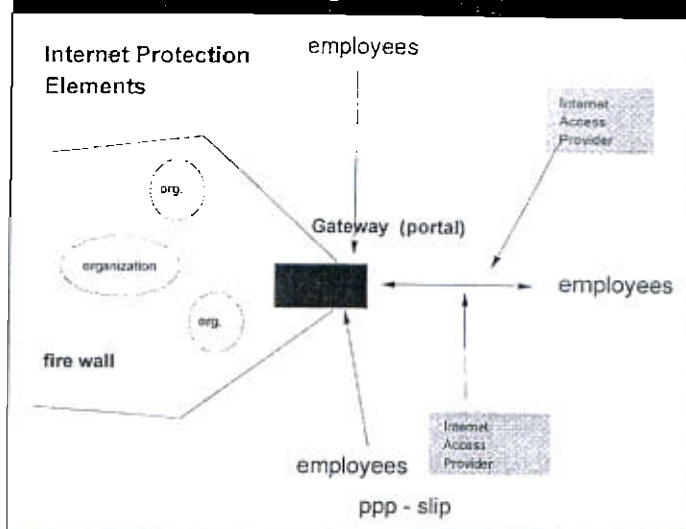 Internet Protection
Elements
employees
Internet
Access
Provider
org.
Gateway (portal)
organization
employees
org.
fire wall
Internet
Access
Provider
employees
ppp - slip